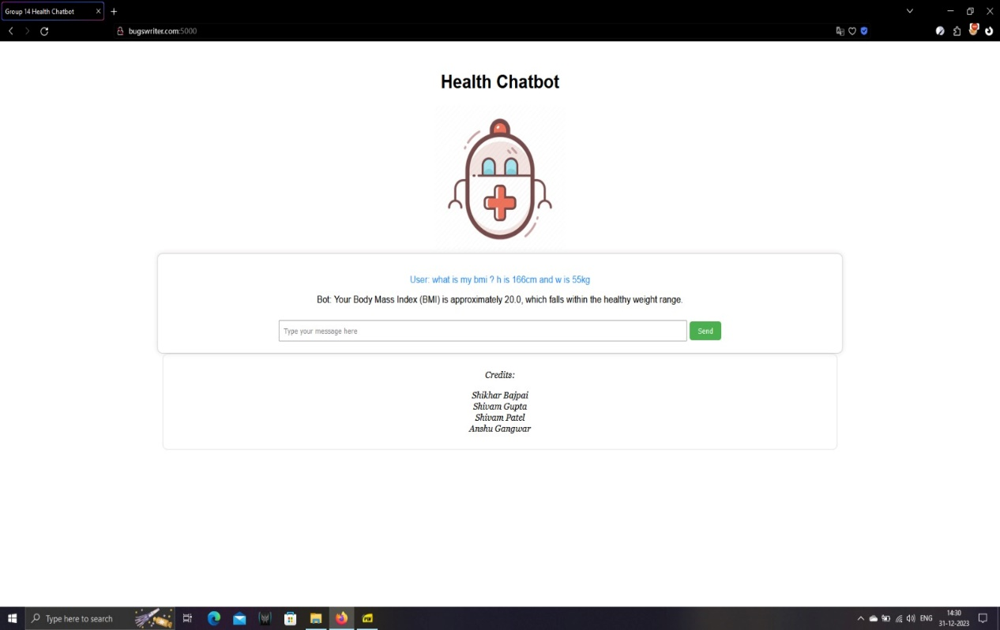 Group 14 Health Chatbot
bugswriter.com:5000
Health Chatbot
User: what is my bmi ? h is 166cm and w is 55kg
Bot: Your Body Mass Index (BMI) is approximately 20.0, which falls within the healthy weight range.
Type your message here
Send
Credits:
Shikhar Bajpai
Shivam Gupta
Shivam Patel
Anshu Gangwar
Type here to search
ENG
14:30
31-12-2023